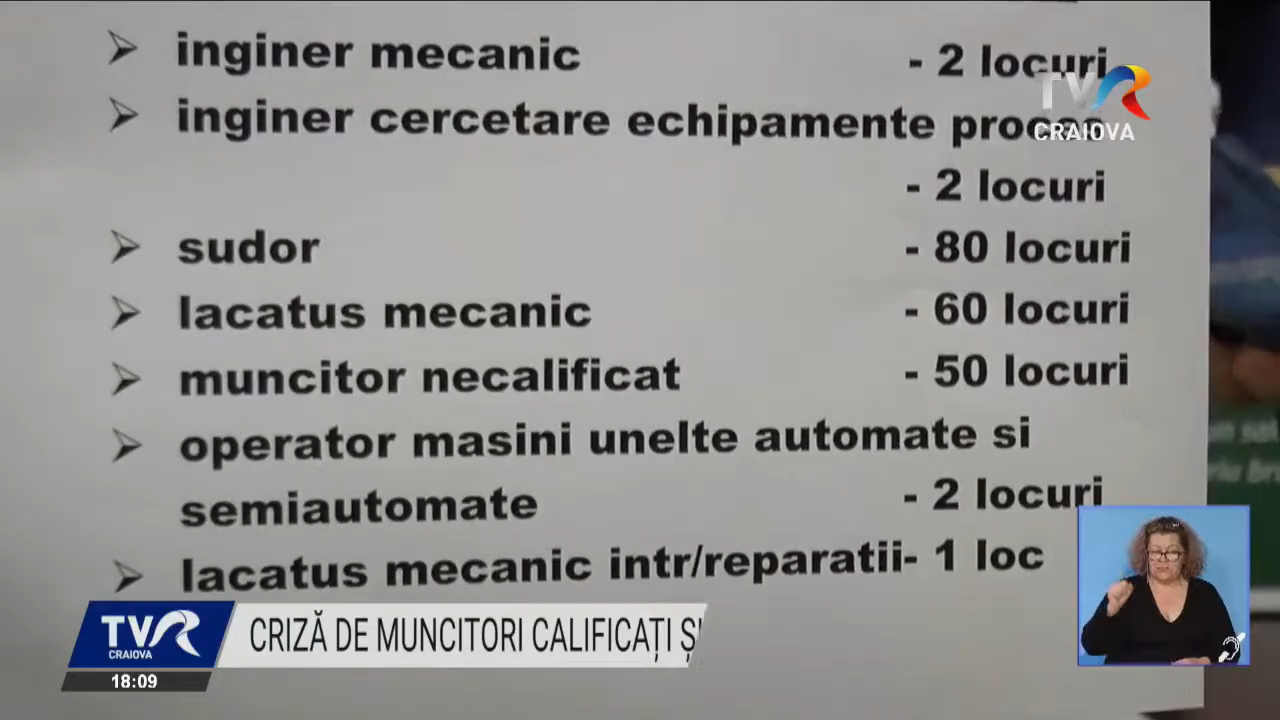 ➢ inginer mecanic - 2 locuri
➢ inginer cercetare echipamente proces
- 2 locuri
➢ sudor - 80 locuri
➢ lacatus mecanic - 60 locuri
➢ muncitor necalificat - 50 locuri
➢ operator masini unelte automate si
semiautomate - 2 locuri
➢ lacatus mecanic intr/reparatii- 1 loc
TVR
CRAIOVA
TVR
CRAIOVA
CRIZĂ DE MUNCITORI CALIFICAȚI ȘI
18:09